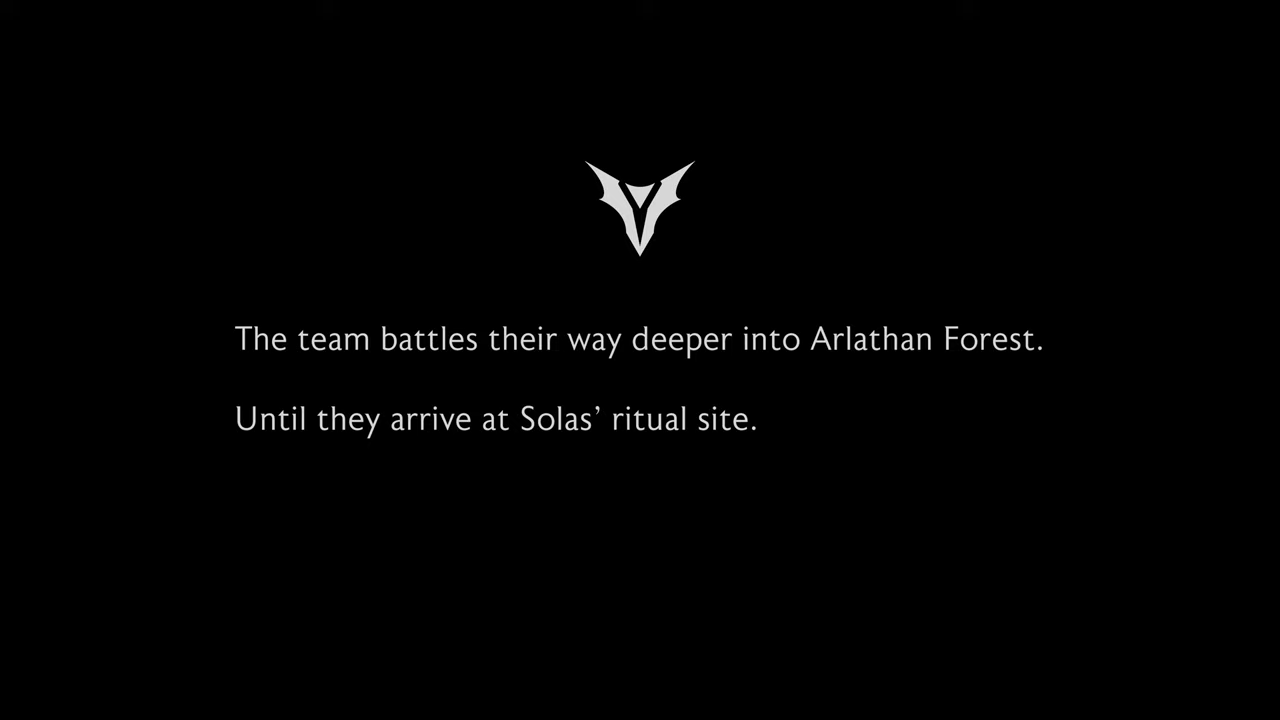 The team battles their way deeper into Arlathan Forest.
Until they arrive at Solas’ ritual site.